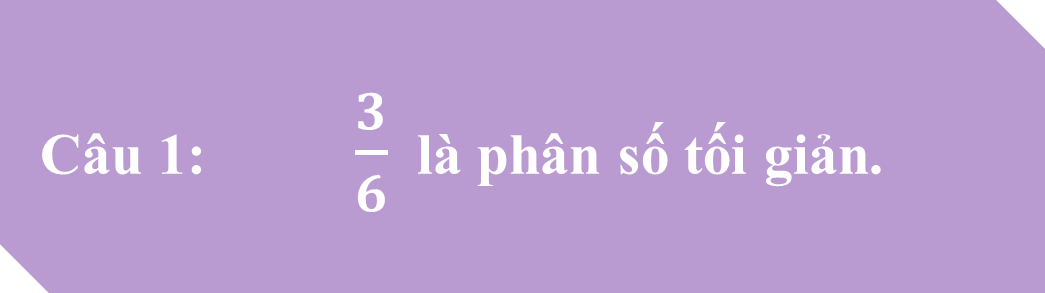 Câu 1: 3/6 là phân số tối giản.